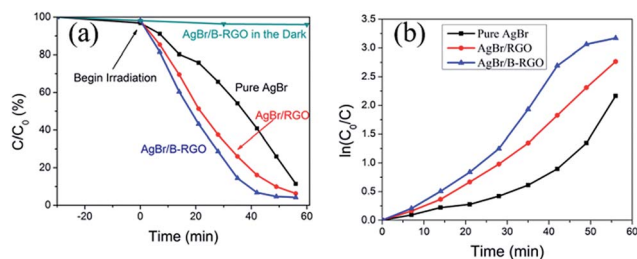 (a)
AgBr/B-RGO in the Dark
Begin Irradiation
Pure AgBr
AgBr/RGO
AgBr/B-RGO
C/C₀ (%)
100
80
60
40
20
0
-20
0
20
40
60
Time (min)
(b)
Pure AgBr
AgBr/RGO
AgBr/B-RGO
ln(C₀/C)
3.5
3.0
2.5
2.0
1.5
1.0
0.5
0.0
0
10
20
30
40
50
60
Time (min)